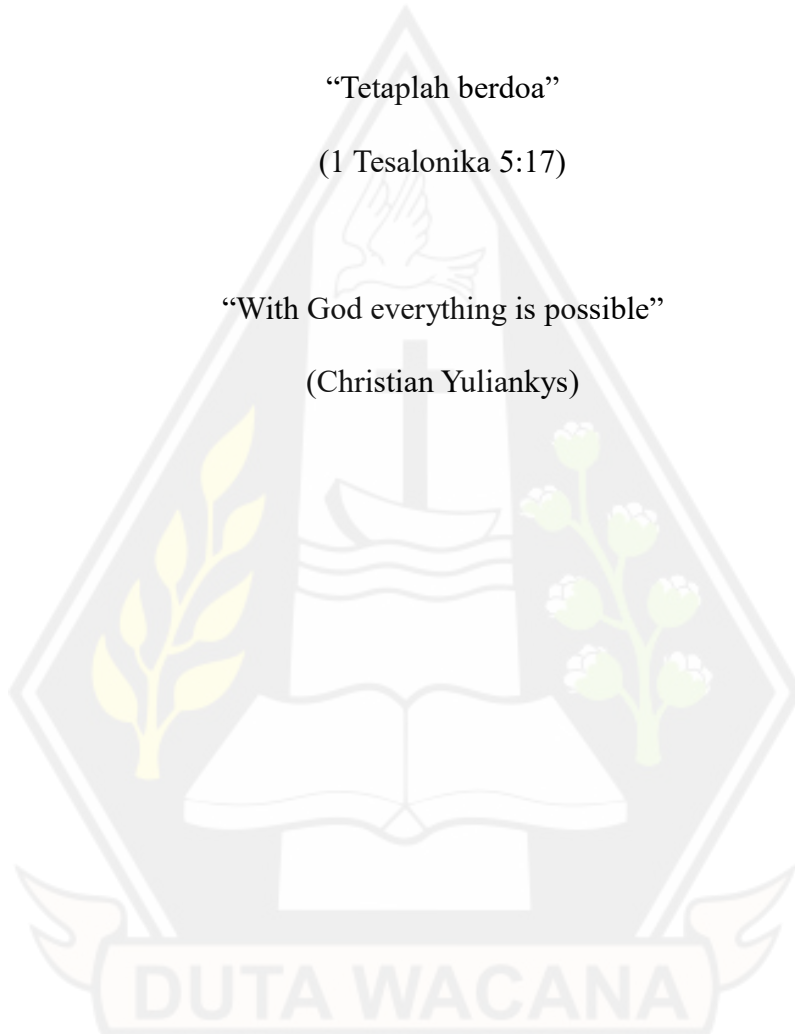 “Tetaplah berdoa”
(1 Tesalonika 5:17)
“With God everything is possible”
(Christian Yuliankys)
DUTA WACANA